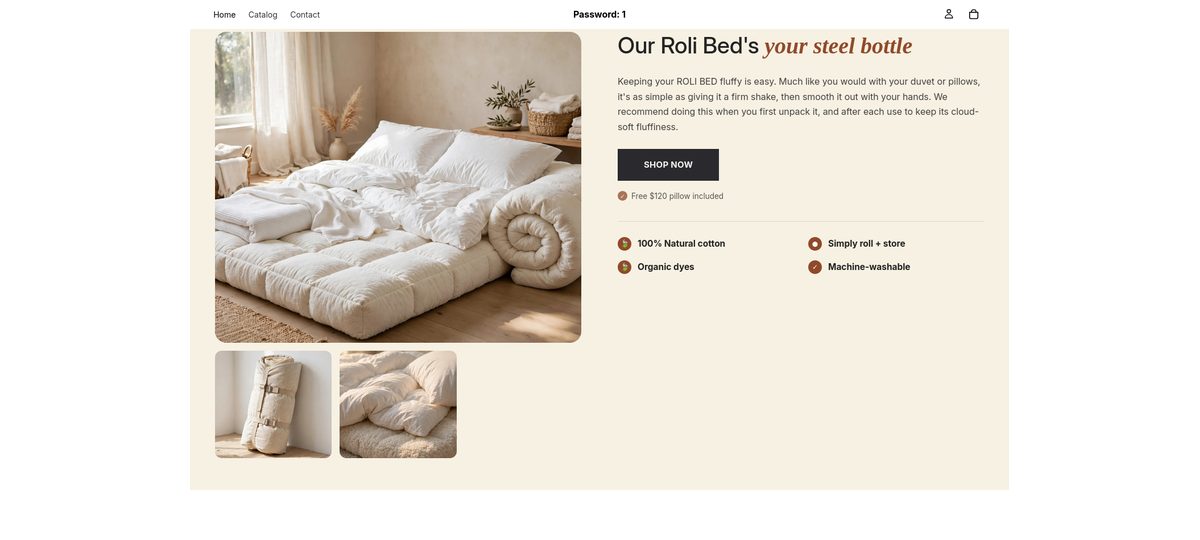 Home Catalog Contact Password: 1
Our Roli Bed's your steel bottle
Keeping your ROLI BED fluffy is easy. Much like you would with your duvet or pillows,
it's as simple as giving it a firm shake, then smooth it out with your hands. We
recommend doing this when you first unpack it, and after each use to keep its cloud-
soft fluffiness.
SHOP NOW
Free $120 pillow included
100% Natural cotton
Simply roll + store
Organic dyes
Machine-washable